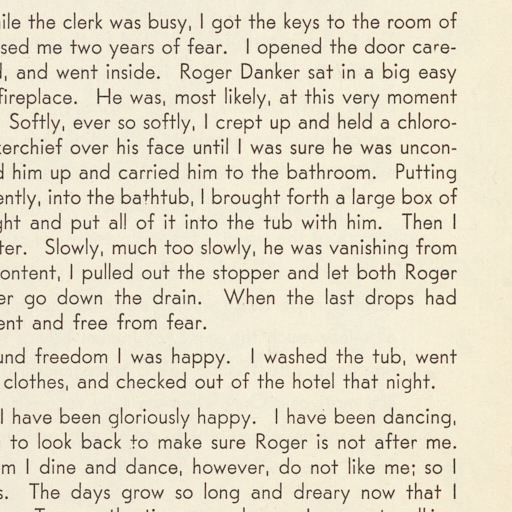 ile the clerk was busy, I got the keys to the room of
sed me two years of fear. I opened the door care-
, and went inside. Roger Danker sat in a big easy
fireplace. He was, most likely, at this very moment
Softly, ever so softly, I crept up and held a chloro-
kerchief over his face until I was sure he was uncon-
d him up and carried him to the bathroom. Putting
ently, into the bathtub, I brought forth a large box of
ght and put all of it into the tub with him. Then I
ter. Slowly, much too slowly, he was vanishing from
ontent, I pulled out the stopper and let both Roger
er go down the drain. When the last drops had
ent and free from fear.
und freedom I was happy. I washed the tub, went
clothes, and checked out of the hotel that night.
I have been gloriously happy. I have been dancing,
to look back to make sure Roger is not after me.
m I dine and dance, however, do not like me; so I
s. The days grow so long and dreary now that I